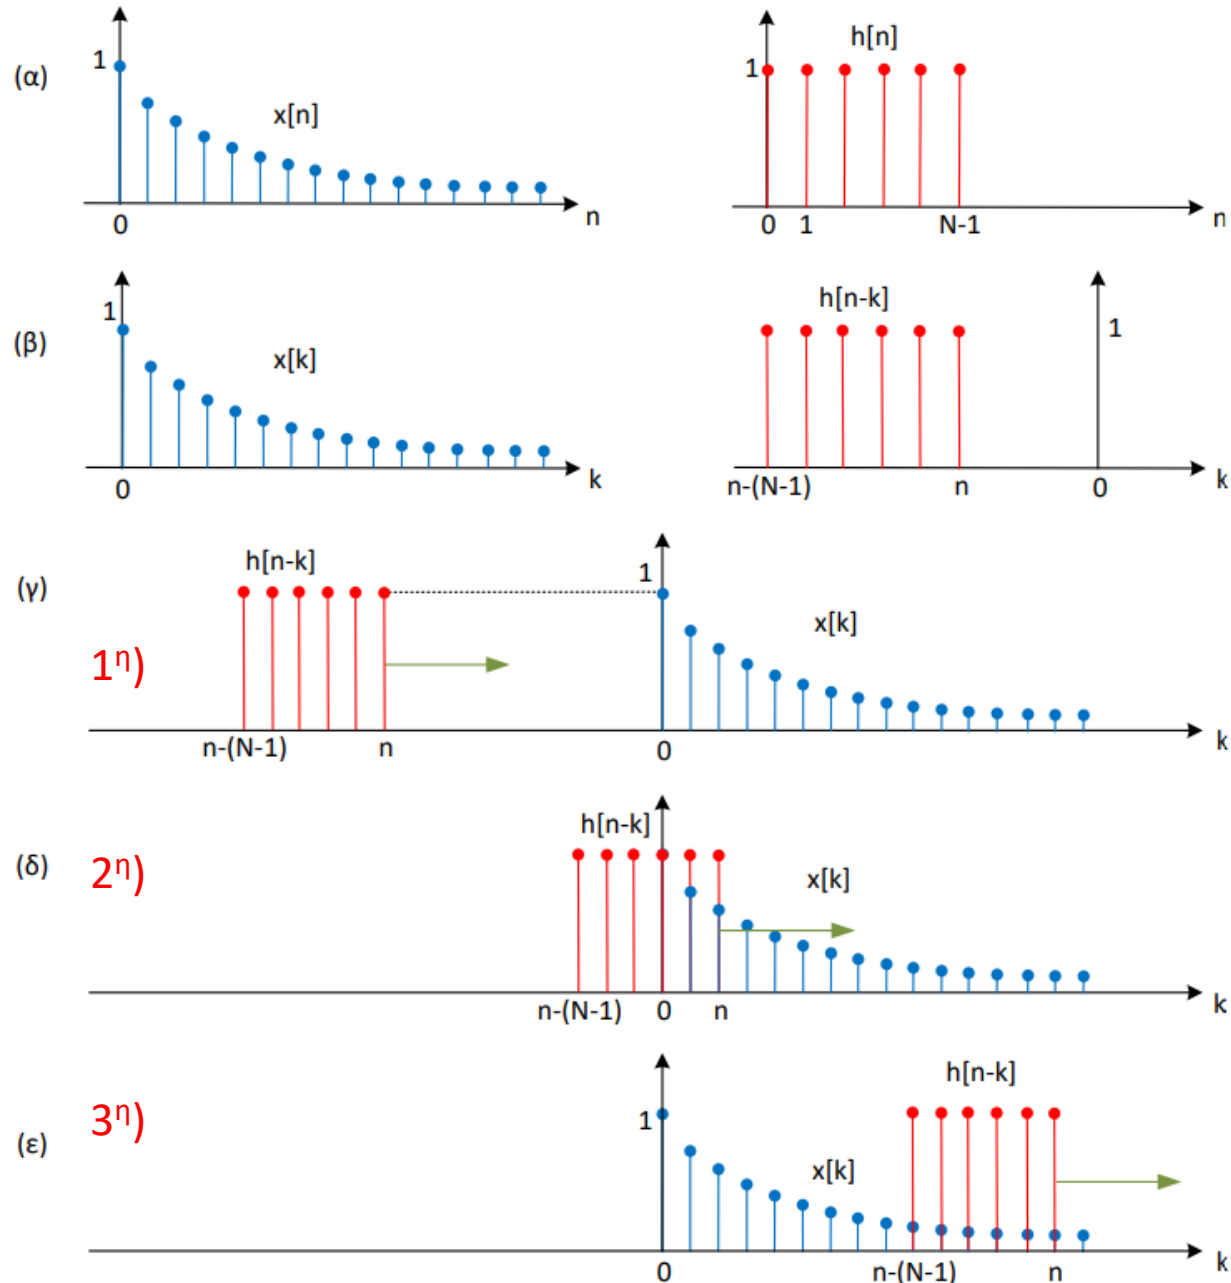 (α)
1
x[n]
0
n
h[n]
1
0 1 N-1
n
(β)
1
x[k]
0
k
h[n-k]
1
n-(N-1) n 0
k
(γ)
1η)
h[n-k]
1
x[k]
n-(N-1) n 0
k
(δ)
2η)
h[n-k]
x[k]
n-(N-1) 0 n
k
(ε)
3η)
1
x[k]
h[n-k]
0 n-(N-1) n
k